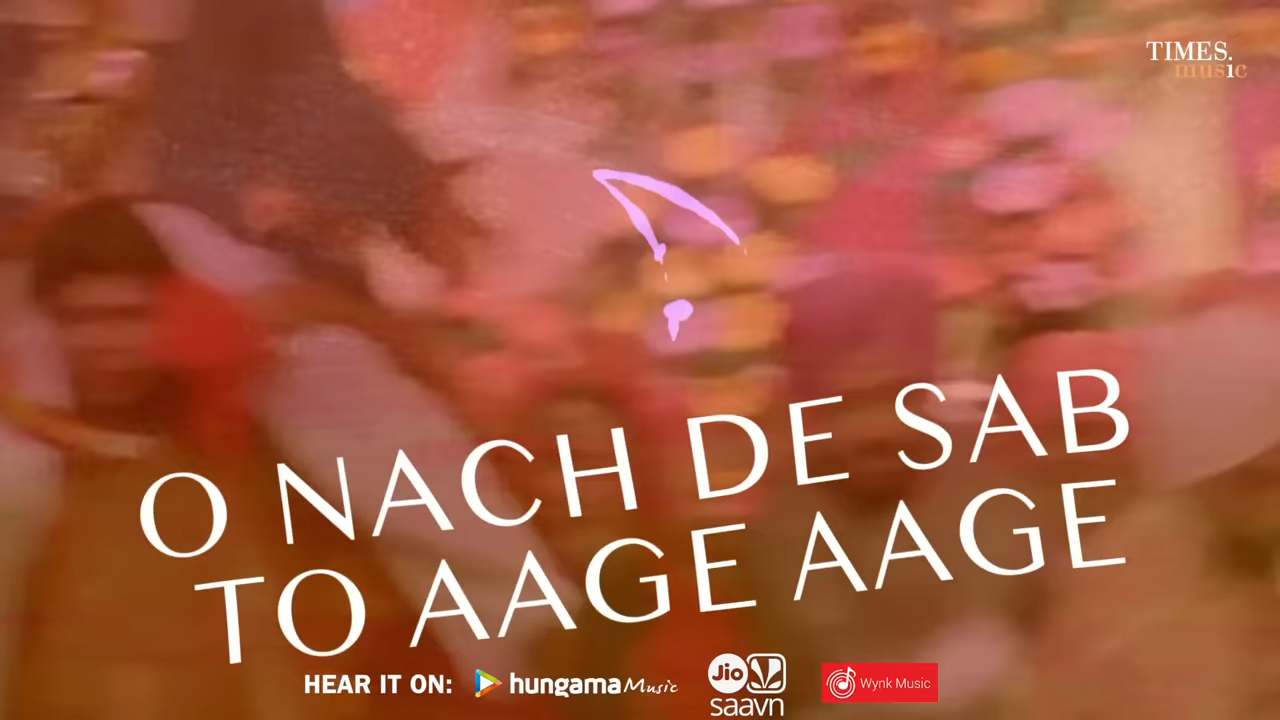 TIMES.
music
O NACH DE SAB
TO AAGE AAGE
HEAR IT ON: hungama Music Jio saavn Wynk Music